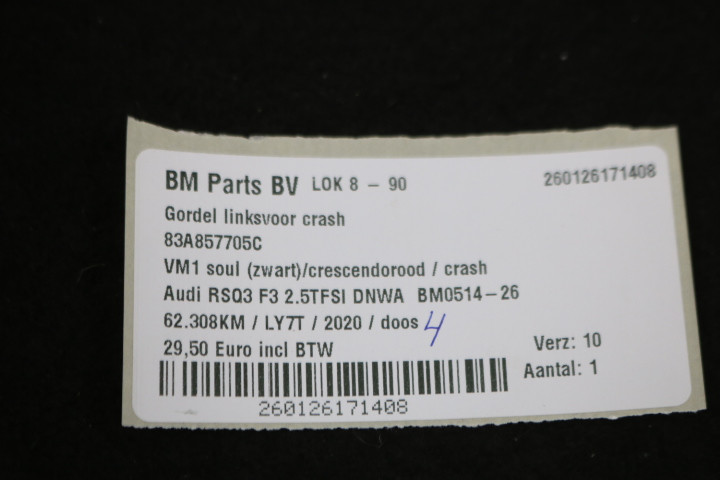 BM Parts BV LOK 8 - 90 260126171408
Gordel linksvoor crash
83A857705C
VM1 soul (zwart)/crescendorood / crash
Audi RSQ3 F3 2.5TFSI DNWA BM0514-26
62.308KM / LY7T / 2020 / doos 4
29,50 Euro incl BTW
Verz: 10
Aantal: 1
260126171408